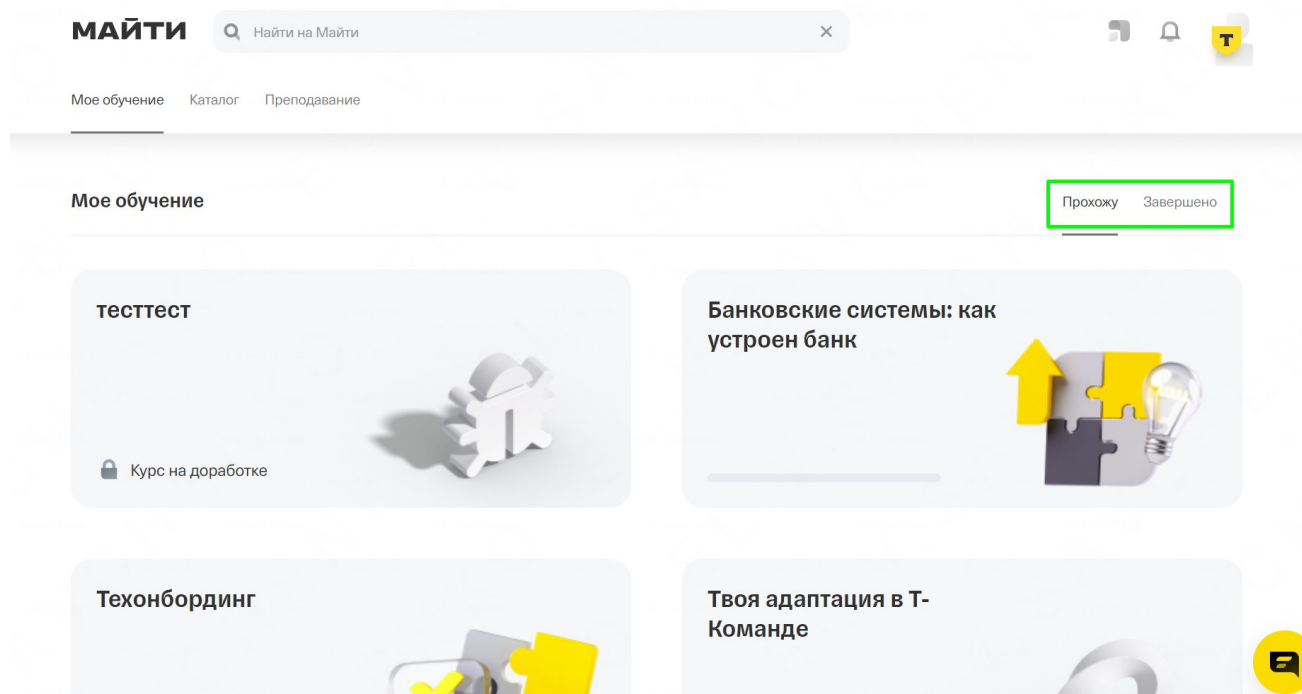 МАЙТИ
Найти на Майти
Т
Мое обучение Каталог Преподавание
Мое обучение
Прохожу Завершено
тесттест
Курс на доработке
Банковские системы: как
устроен банк
Техонбординг
Твоя адаптация в Т-
Команде